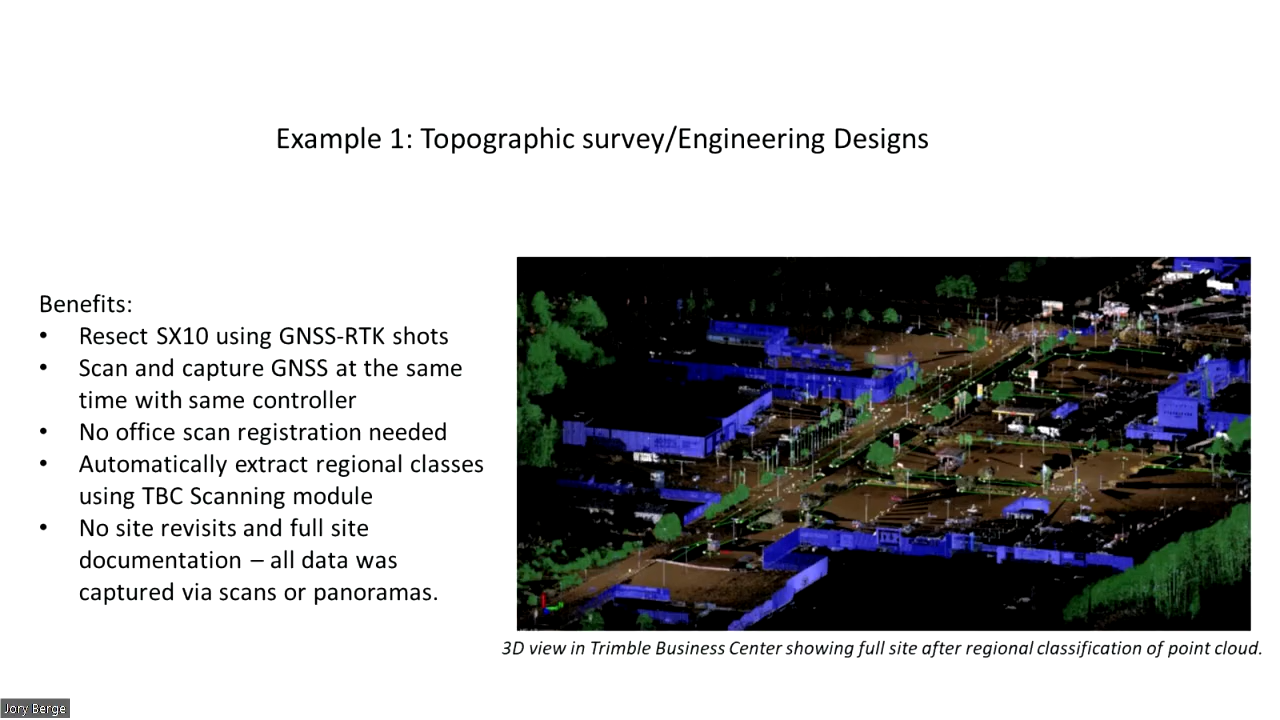 Example 1: Topographic survey/Engineering Designs
Benefits:
• Resect SX10 using GNSS-RTK shots
• Scan and capture GNSS at the same
time with same controller
• No office scan registration needed
• Automatically extract regional classes
using TBC Scanning module
• No site revisits and full site
documentation – all data was
captured via scans or panoramas.
3D view in Trimble Business Center showing full site after regional classification of point cloud.
Jory Berge